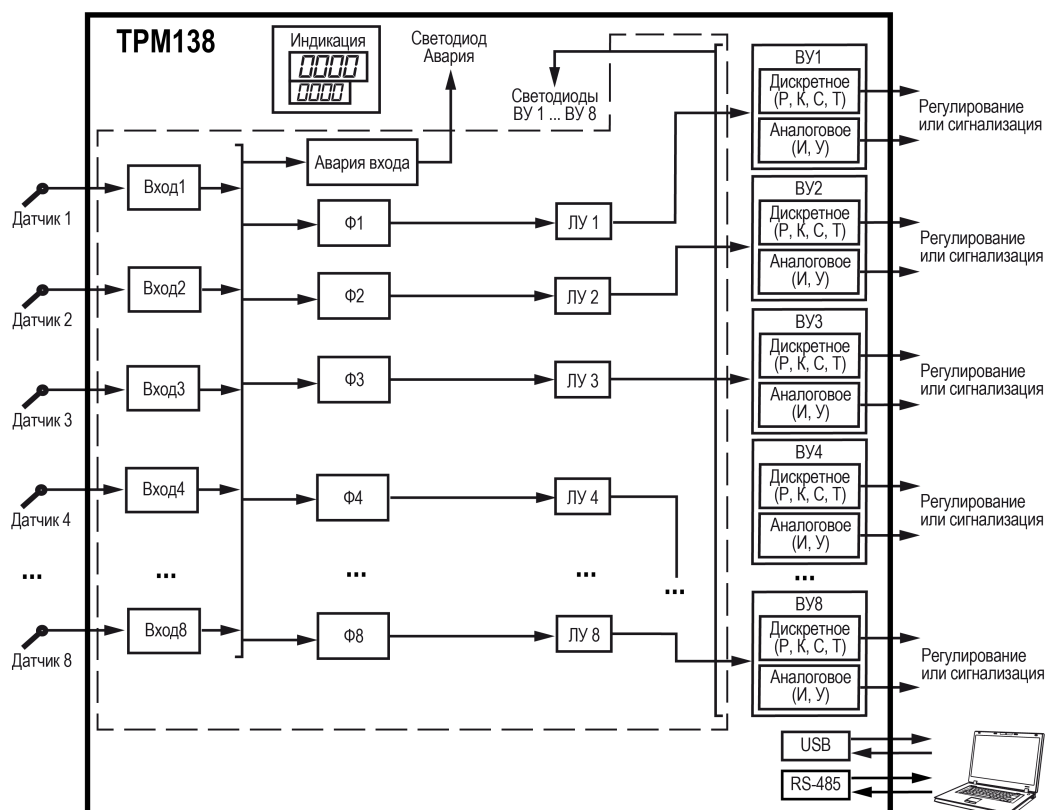 ТРМ138
Индикация
0000
0000
Светодиод
Авария
Светодиоды
ВУ 1 ... ВУ 8
Авария входа
Датчик 1
Вход1
Ф1
ЛУ 1
ВУ1
Дискретное
(Р, К, С, Т)
Аналоговое
(И, У)
Регулирование
или сигнализация
Датчик 2
Вход2
Ф2
ЛУ 2
ВУ2
Дискретное
(Р, К, С, Т)
Аналоговое
(И, У)
Регулирование
или сигнализация
Датчик 3
Вход3
Ф3
ЛУ 3
ВУ3
Дискретное
(Р, К, С, Т)
Аналоговое
(И, У)
Регулирование
или сигнализация
Датчик 4
Вход4
Ф4
ЛУ 4
ВУ4
Дискретное
(Р, К, С, Т)
Аналоговое
(И, У)
Регулирование
или сигнализация
...
...
...
...
...
...
Датчик 8
Вход8
Ф8
ЛУ 8
ВУ8
Дискретное
(Р, К, С, Т)
Аналоговое
(И, У)
Регулирование
или сигнализация
USB
RS-485